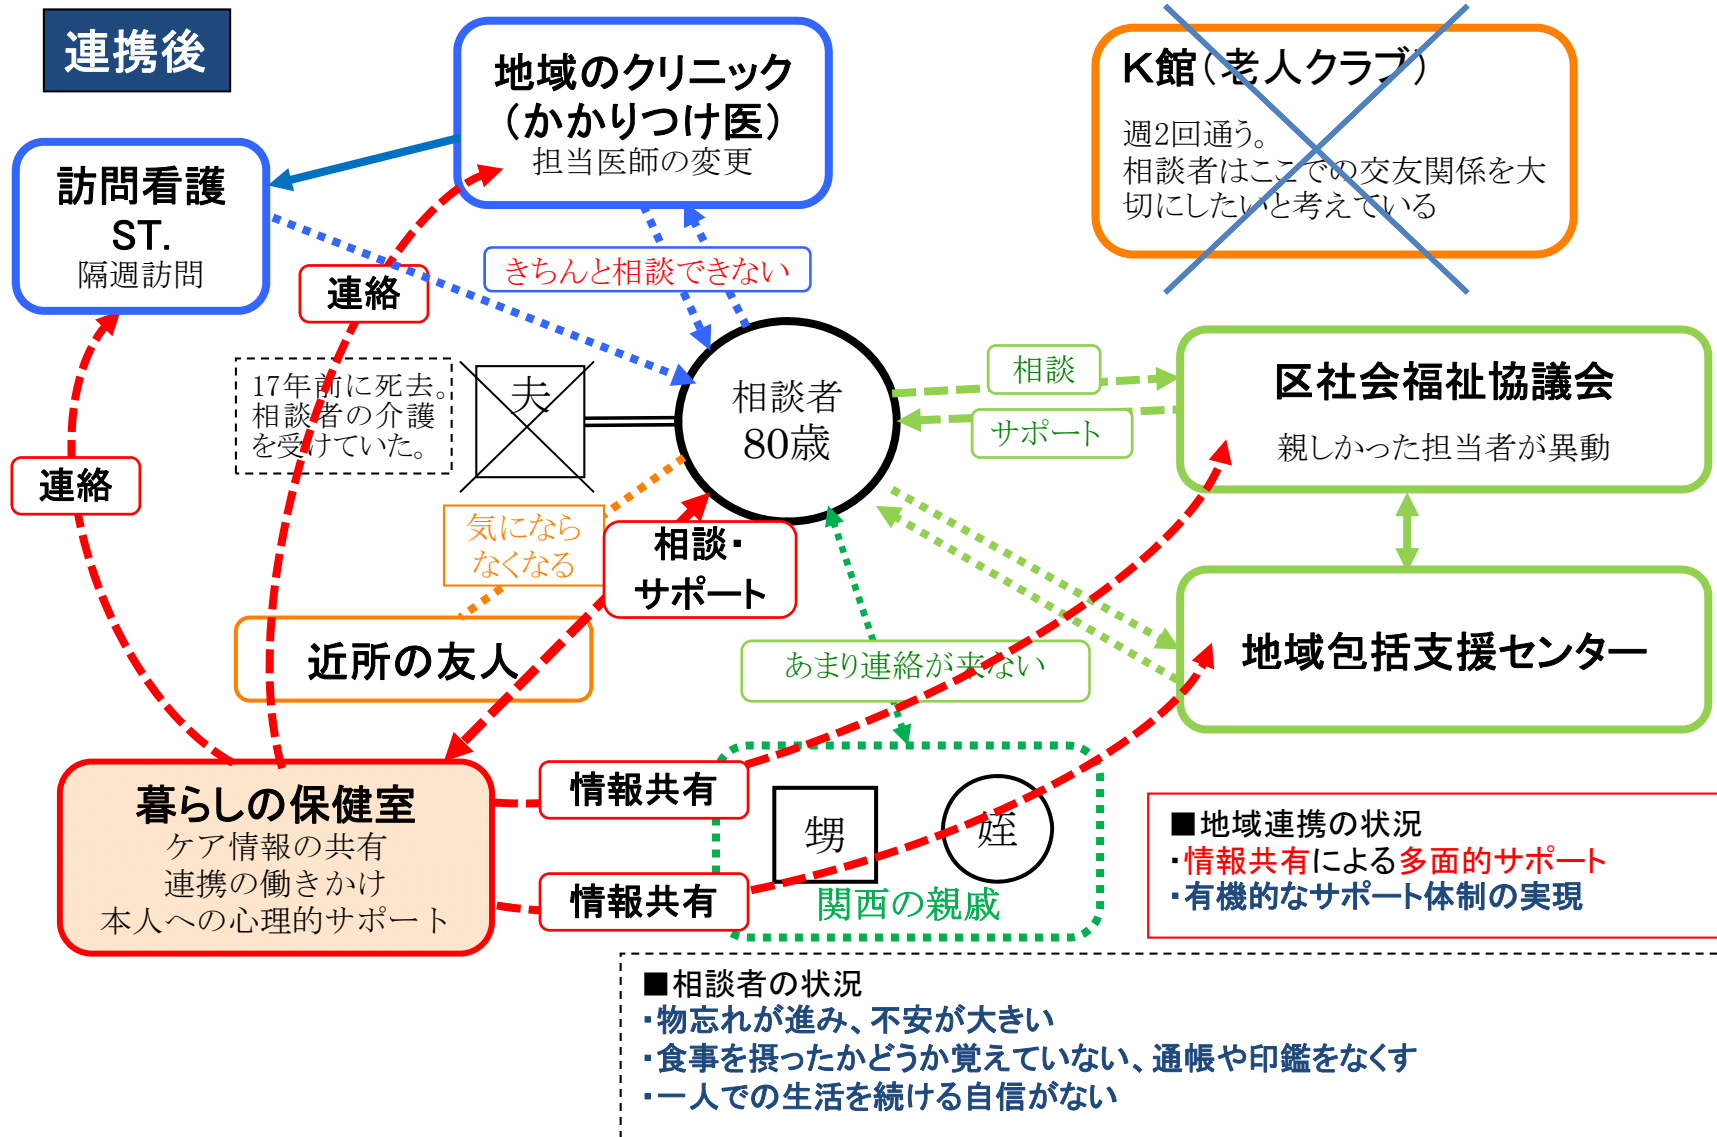 連携後
地域のクリニック
（かかりつけ医）
担当医師の変更
K館（老人クラブ）
週2回通う。
相談者はここでの交友関係を大
切にしたいと考えている
訪問看護
ST.
隔週訪問
連絡
きちんと相談できない
17年前に死去。
相談者の介護
を受けていた。
夫
相談者
80歳
相談
サポート
区社会福祉協議会
親しかった担当者が異動
連絡
気になら
なくなる
相談・
サポート
近所の友人
あまり連絡が来ない
地域包括支援センター
暮らしの保健室
ケア情報の共有
連携の働きかけ
本人への心理的サポート
情報共有
情報共有
甥
姪
関西の親戚
■地域連携の状況
・情報共有による多面的サポート
・有機的なサポート体制の実現
■相談者の状況
・物忘れが進み、不安が大きい
・食事を摂ったかどうか覚えていない、通帳や印鑑をなくす
・一人での生活を続ける自信がない